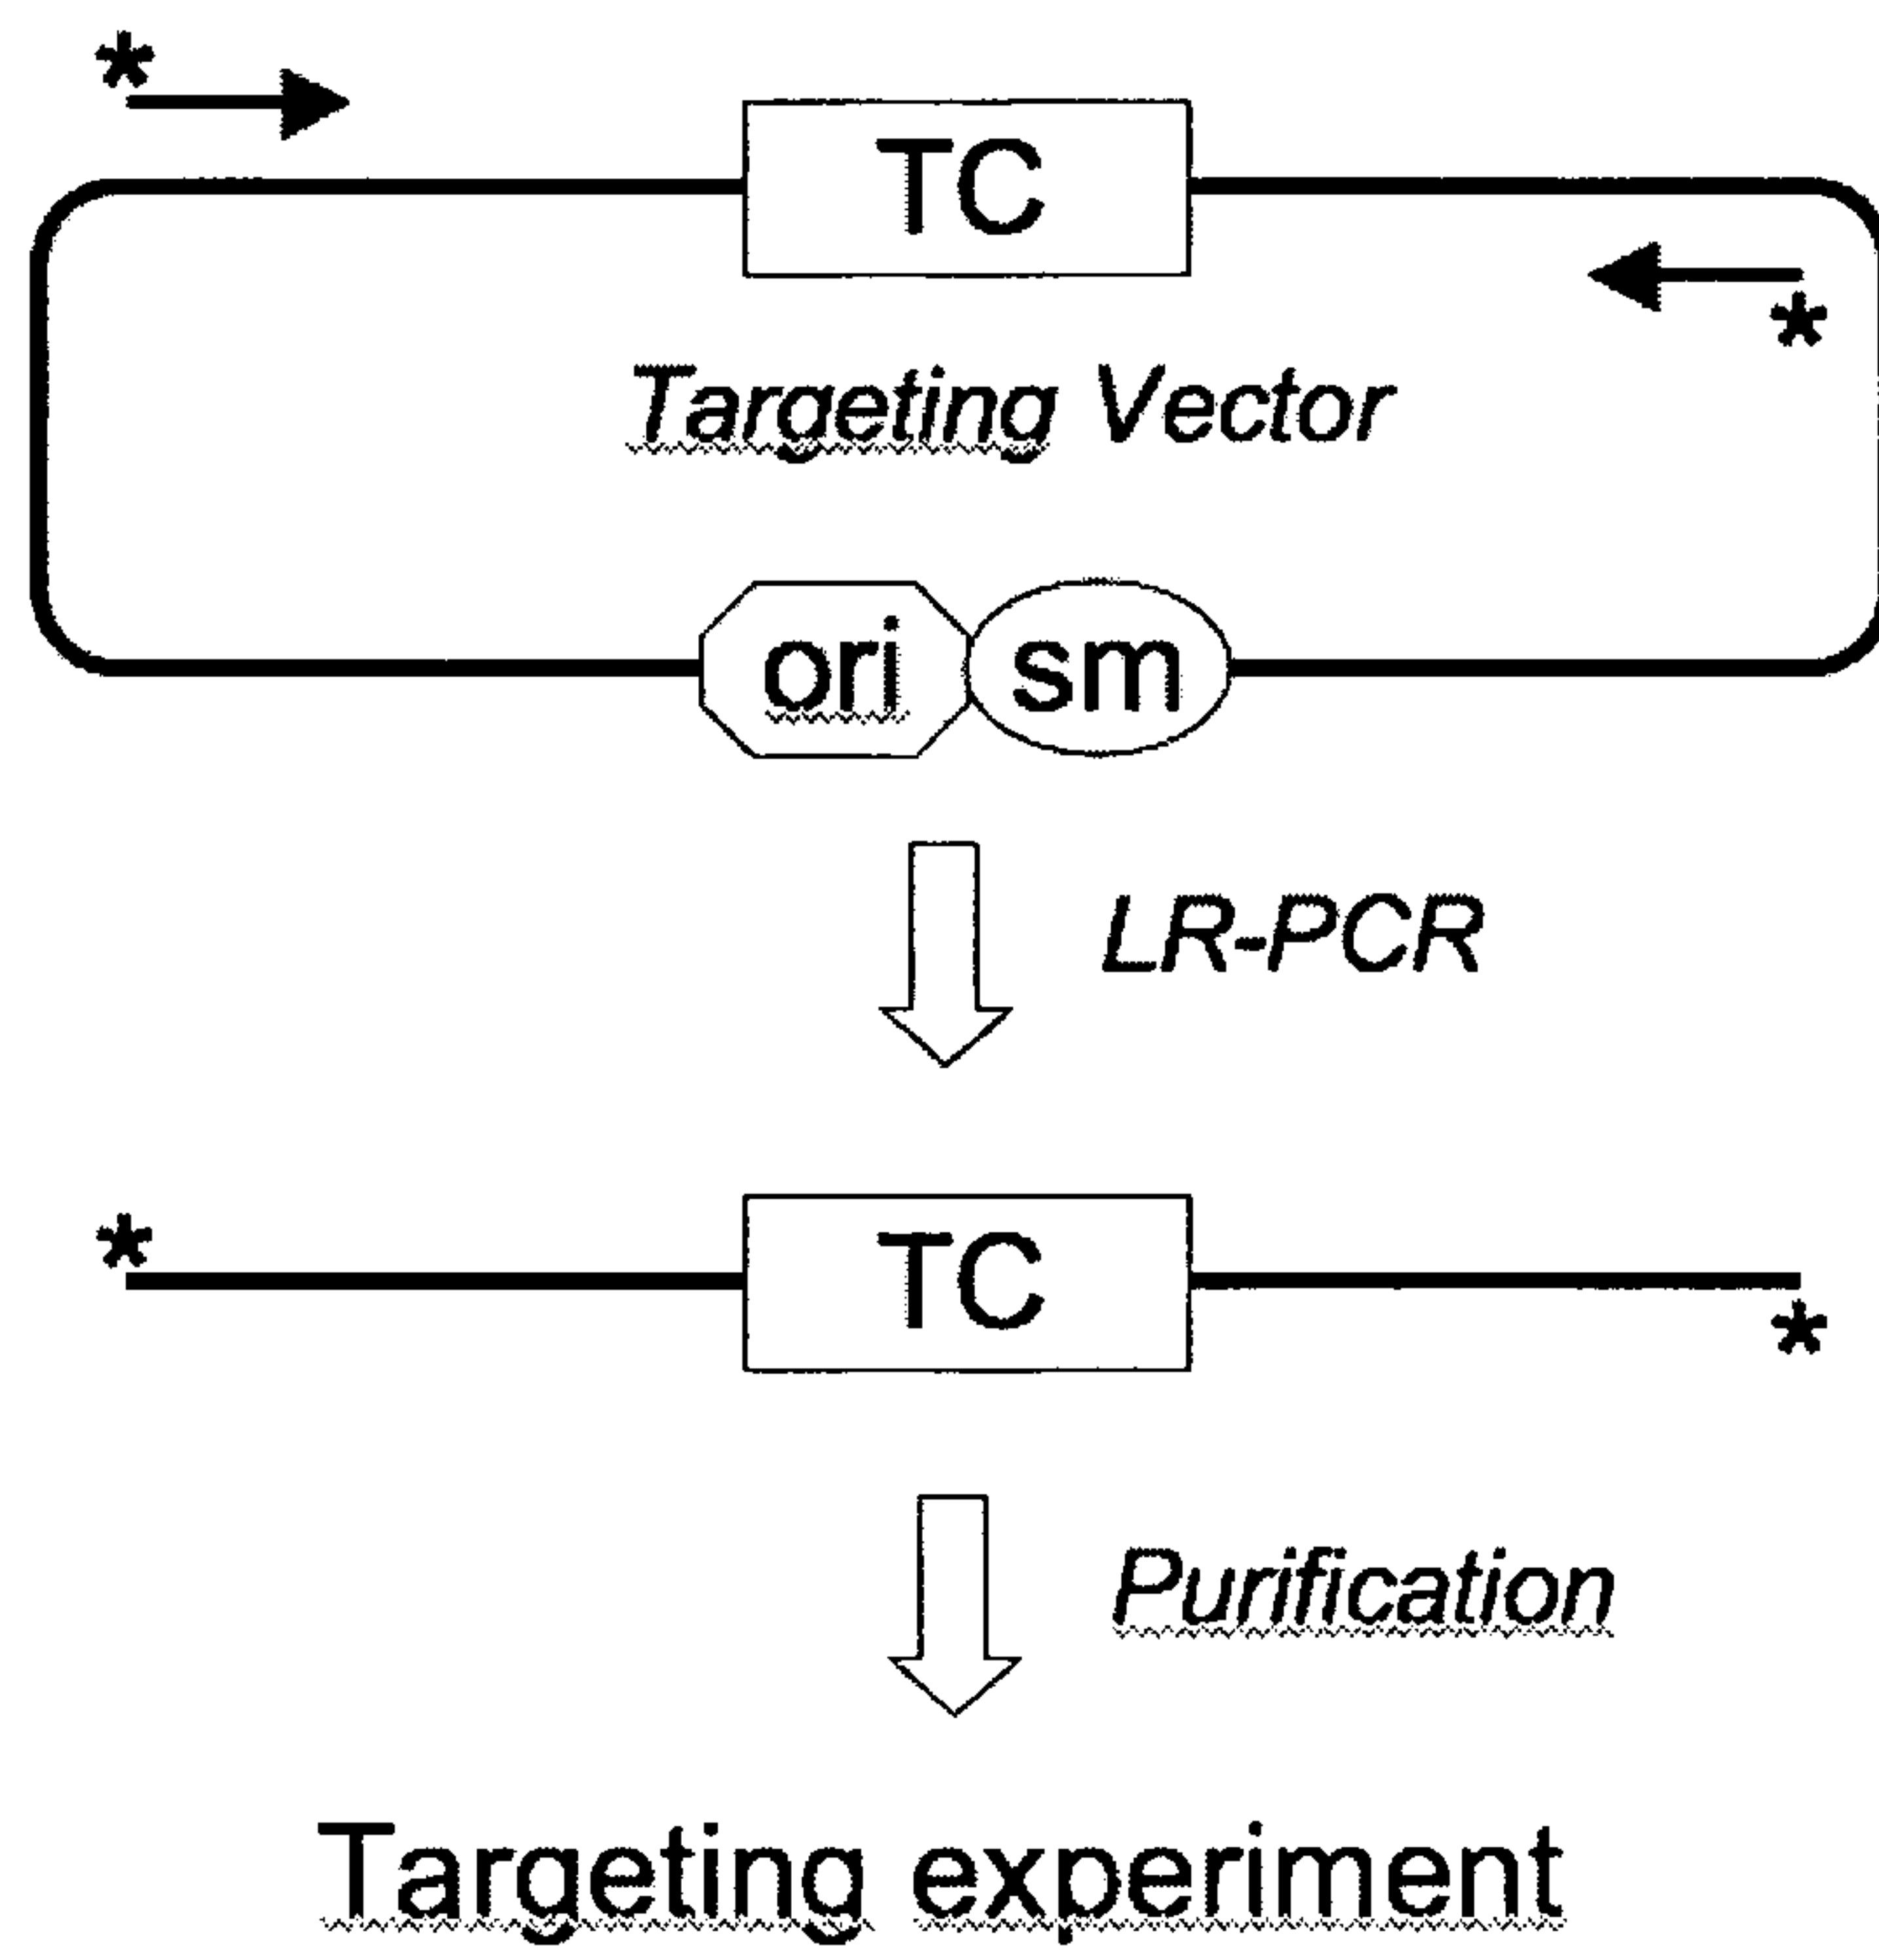 *
TC
*
Targeting Vector
ori sm
LR-PCR
*
TC
*
Purification
Targeting experiment